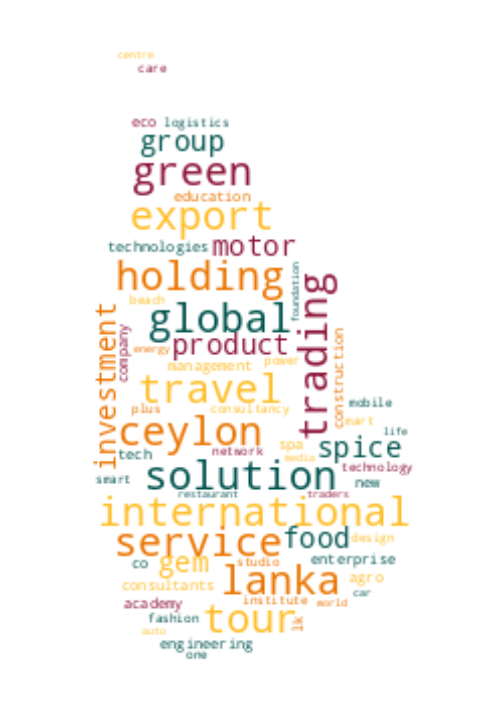 centre
care
eco logistics
group
green
education
export
technologies motor
holding
foundation
beach
global
trading
investment
company
product
energy
management power
construction
travel
plus consultancy
mobile
mart
ceylon
life
spa spice
tech network
media
technology
solution
smart new
restaurant traders
international
service food design
co gem studio enterprise
lanka agro
consultants
car
academy institute world
tour lk
fashion
auto
engineering
one